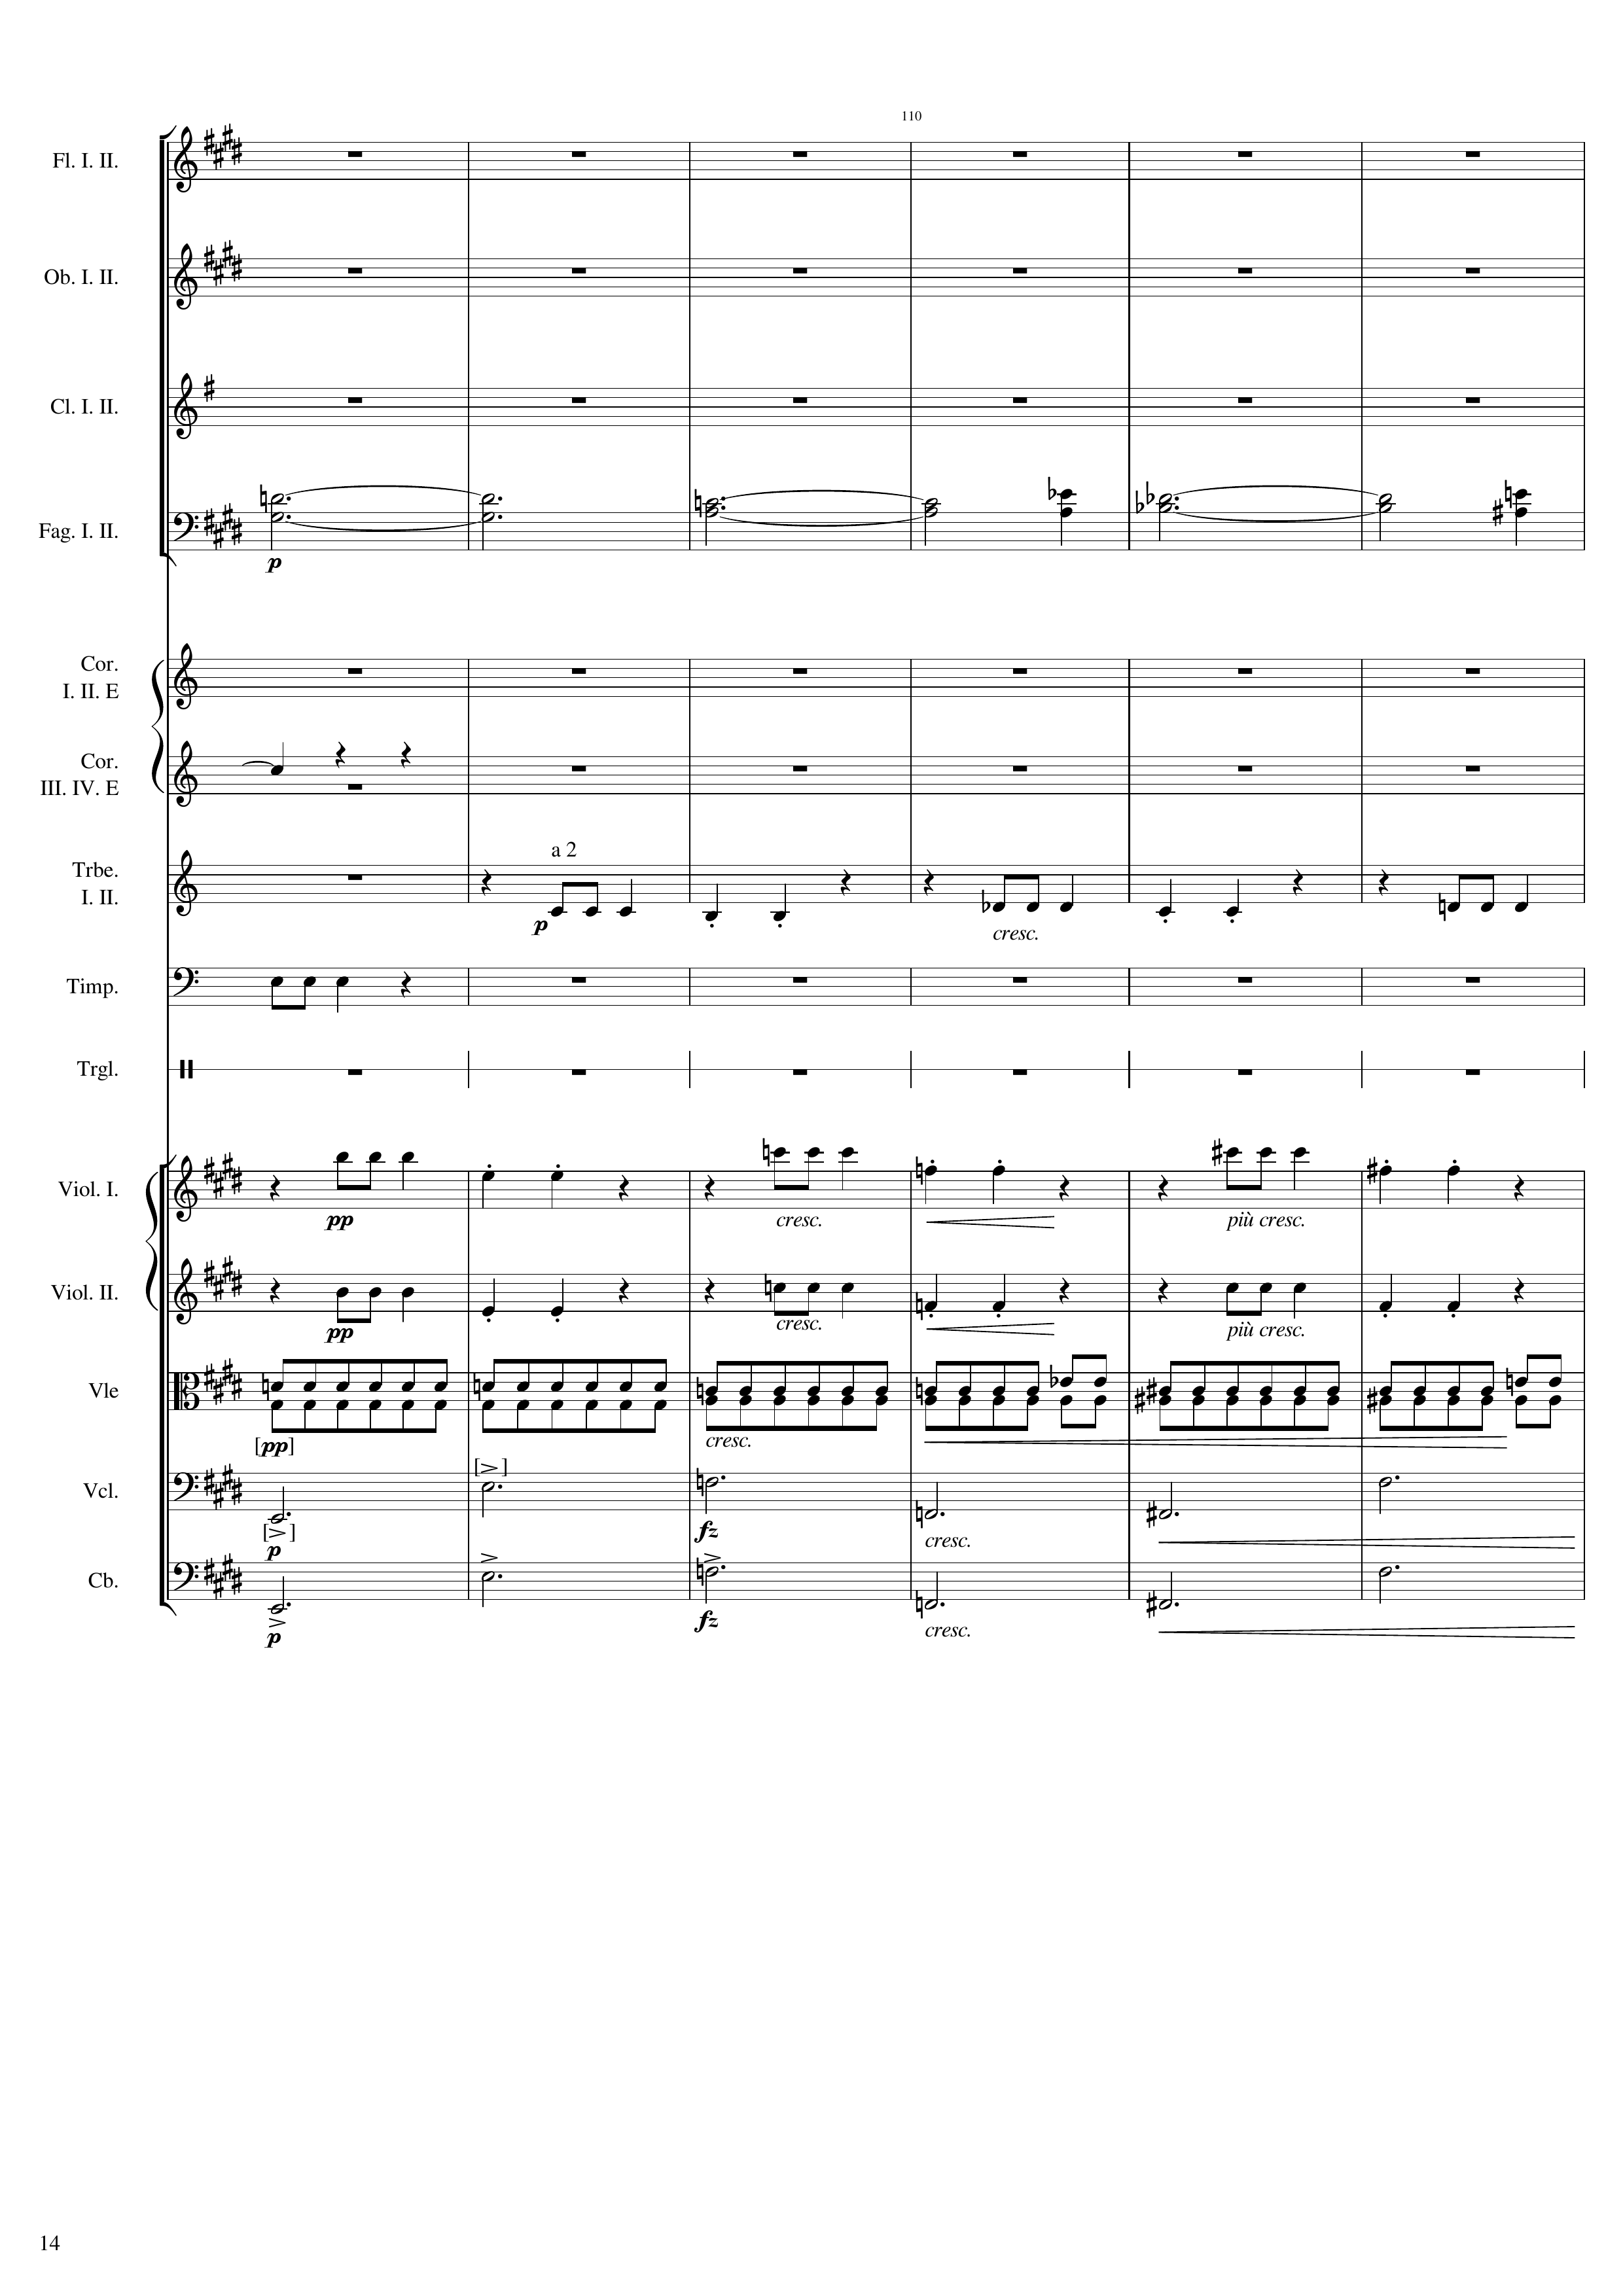 110
Fl. I. II.
Ob. I. II.
Cl. I. II.
Fag. I. II.
p
Cor.
I. II. E
Cor.
III. IV. E
a 2
Trbe.
I. II.
p
cresc.
Timp.
Trgl.
Viol. I.
pp
cresc.
più cresc.
Viol. II.
pp
cresc.
più cresc.
Vle
[pp]
cresc.
[ ]
Vcl.
[ ]
p
fz
cresc.
Cb.
p
fz
cresc.
14